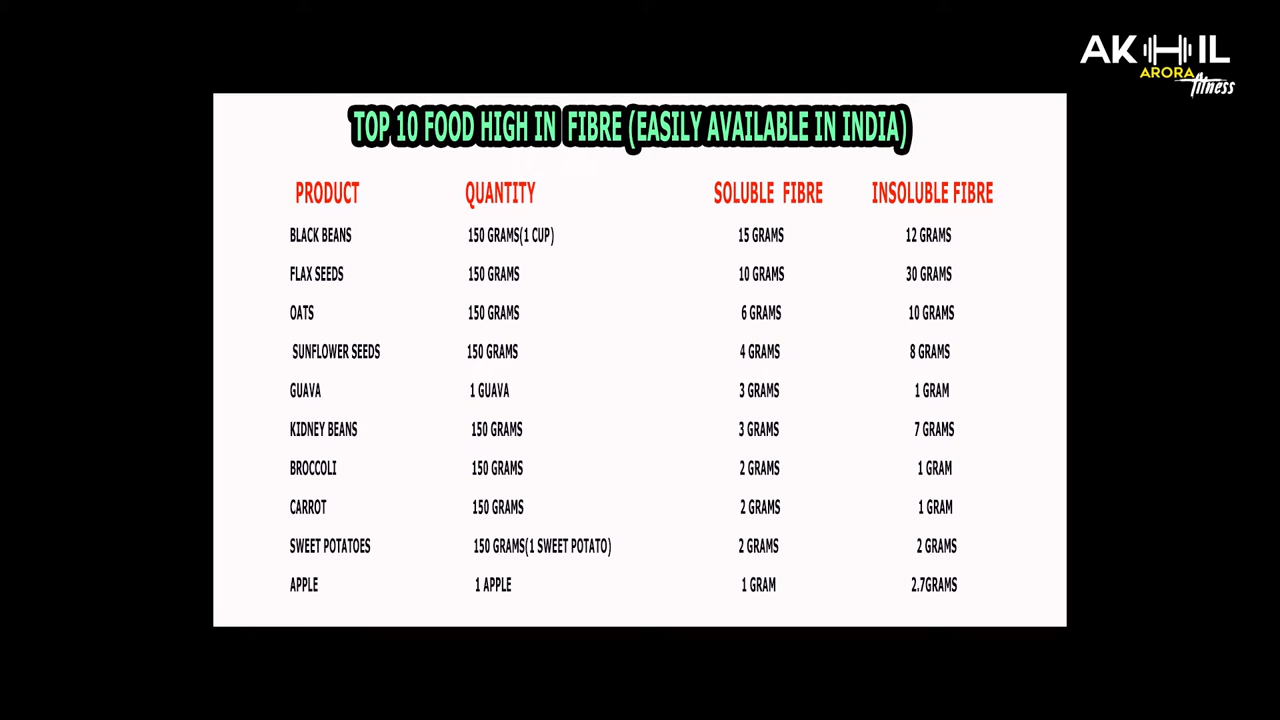 AKHIL
ARORA
fitness
TOP 10 FOOD HIGH IN FIBRE (EASILY AVAILABLE IN INDIA)
PRODUCT QUANTITY SOLUBLE FIBRE INSOLUBLE FIBRE
BLACK BEANS 150 GRAMS(1 CUP) 15 GRAMS 12 GRAMS
FLAX SEEDS 150 GRAMS 10 GRAMS 30 GRAMS
OATS 150 GRAMS 6 GRAMS 10 GRAMS
SUNFLOWER SEEDS 150 GRAMS 4 GRAMS 8 GRAMS
GUAVA 1 GUAVA 3 GRAMS 1 GRAM
KIDNEY BEANS 150 GRAMS 3 GRAMS 7 GRAMS
BROCCOLI 150 GRAMS 2 GRAMS 1 GRAM
CARROT 150 GRAMS 2 GRAMS 1 GRAM
SWEET POTATOES 150 GRAMS(1 SWEET POTATO) 2 GRAMS 2 GRAMS
APPLE 1 APPLE 1 GRAM 2.7GRAMS